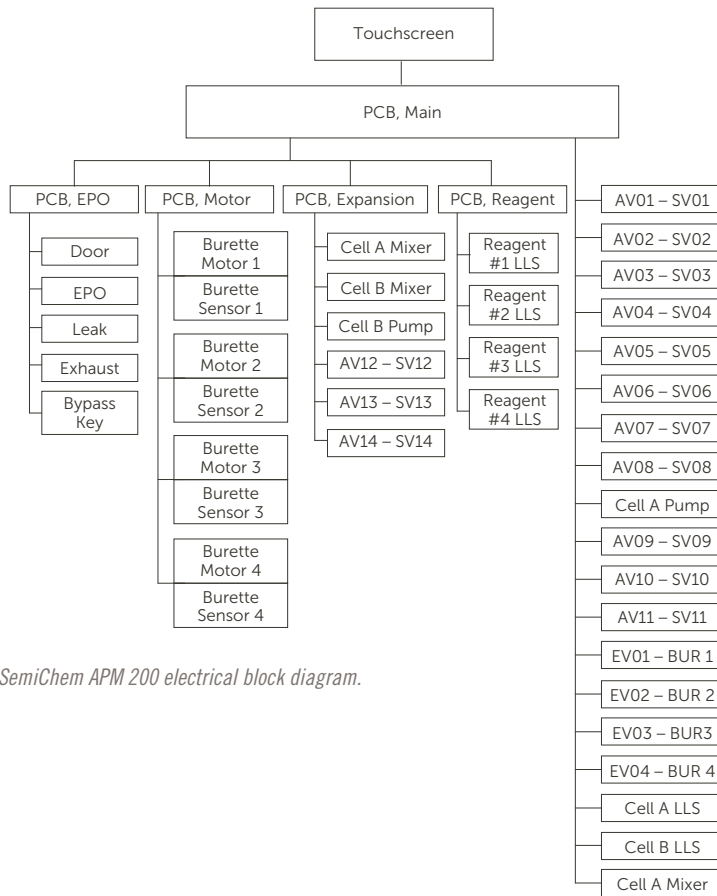 Touchscreen
PCB, Main
PCB, EPO
Door
EPO
Leak
Exhaust
Bypass
Key
PCB, Motor
Burette
Motor 1
Burette
Sensor 1
Burette
Motor 2
Burette
Sensor 2
Burette
Motor 3
Burette
Sensor 3
Burette
Motor 4
Burette
Sensor 4
PCB, Expansion
Cell A Mixer
Cell B Mixer
Cell B Pump
AV12 – SV12
AV13 – SV13
AV14 – SV14
PCB, Reagent
Reagent
#1 LLS
Reagent
#2 LLS
Reagent
#3 LLS
Reagent
#4 LLS
AV01 – SV01
AV02 – SV02
AV03 – SV03
AV04 – SV04
AV05 – SV05
AV06 – SV06
AV07 – SV07
AV08 – SV08
Cell A Pump
AV09 – SV09
AV10 – SV10
AV11 – SV11
EV01 – BUR 1
EV02 – BUR 2
EV03 – BUR3
EV04 – BUR 4
Cell A LLS
Cell B LLS
Cell A Mixer
SemiChem APM 200 electrical block diagram.